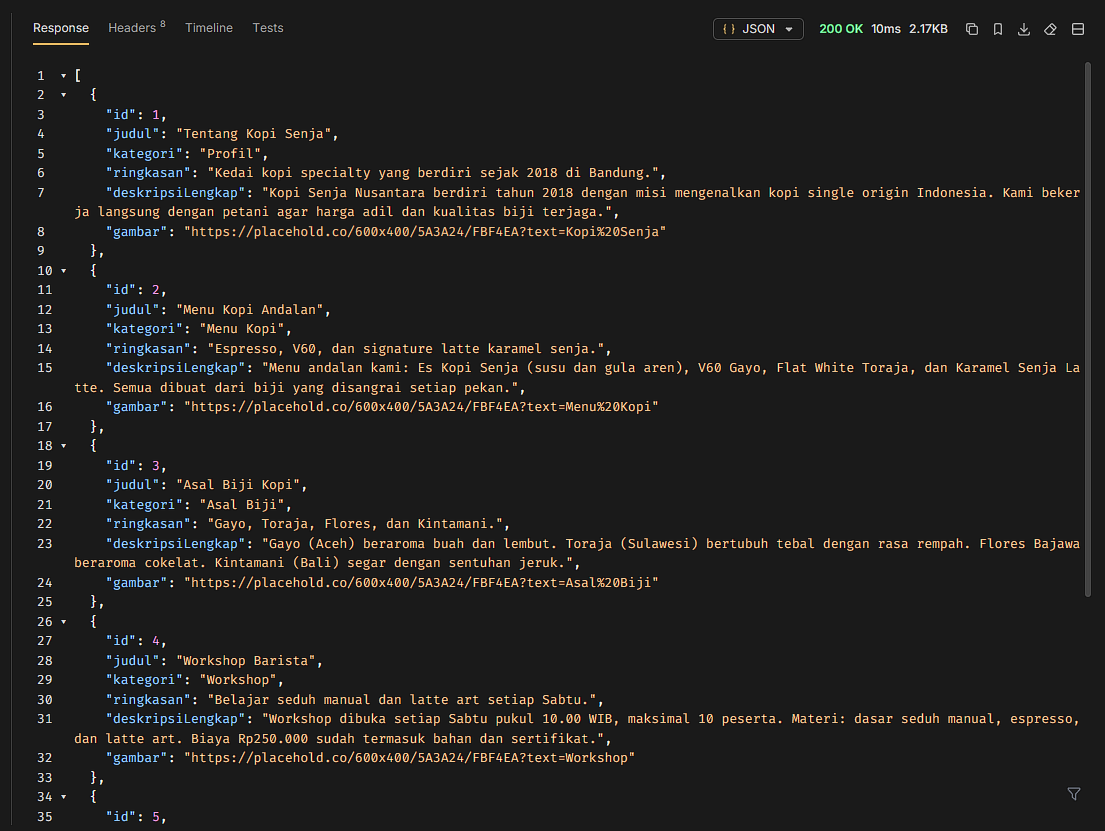 Response Headers 8 Timeline Tests { } JSON 200 OK 10ms 2.17KB
1 [
2 {
3 "id": 1,
4 "judul": "Tentang Kopi Senja",
5 "kategori": "Profil",
6 "ringkasan": "Kedai kopi specialty yang berdiri sejak 2018 di Bandung.",
7 "deskripsiLengkap": "Kopi Senja Nusantara berdiri tahun 2018 dengan misi mengenalkan kopi single origin Indonesia. Kami beker
ja langsung dengan petani agar harga adil dan kualitas biji terjaga.",
8 "gambar": "https://placehold.co/600x400/5A3A24/FBF4EA?text=Kopi%20Senja"
9 },
10 {
11 "id": 2,
12 "judul": "Menu Kopi Andalan",
13 "kategori": "Menu Kopi",
14 "ringkasan": "Espresso, V60, dan signature latte karamel senja.",
15 "deskripsiLengkap": "Menu andalan kami: Es Kopi Senja (susu dan gula aren), V60 Gayo, Flat White Toraja, dan Karamel Senja La
tte. Semua dibuat dari biji yang disangrai setiap pekan.",
16 "gambar": "https://placehold.co/600x400/5A3A24/FBF4EA?text=Menu%20Kopi"
17 },
18 {
19 "id": 3,
20 "judul": "Asal Biji Kopi",
21 "kategori": "Asal Biji",
22 "ringkasan": "Gayo, Toraja, Flores, dan Kintamani.",
23 "deskripsiLengkap": "Gayo (Aceh) beraroma buah dan lembut. Toraja (Sulawesi) bertubuh tebal dengan rasa rempah. Flores Bajawa
beraroma cokelat. Kintamani (Bali) segar dengan sentuhan jeruk.",
24 "gambar": "https://placehold.co/600x400/5A3A24/FBF4EA?text=Asal%20Biji"
25 },
26 {
27 "id": 4,
28 "judul": "Workshop Barista",
29 "kategori": "Workshop",
30 "ringkasan": "Belajar seduh manual dan latte art setiap Sabtu.",
31 "deskripsiLengkap": "Workshop dibuka setiap Sabtu pukul 10.00 WIB, maksimal 10 peserta. Materi: dasar seduh manual, espresso,
dan latte art. Biaya Rp250.000 sudah termasuk bahan dan sertifikat.",
32 "gambar": "https://placehold.co/600x400/5A3A24/FBF4EA?text=Workshop"
33 },
34 {
35 "id": 5,